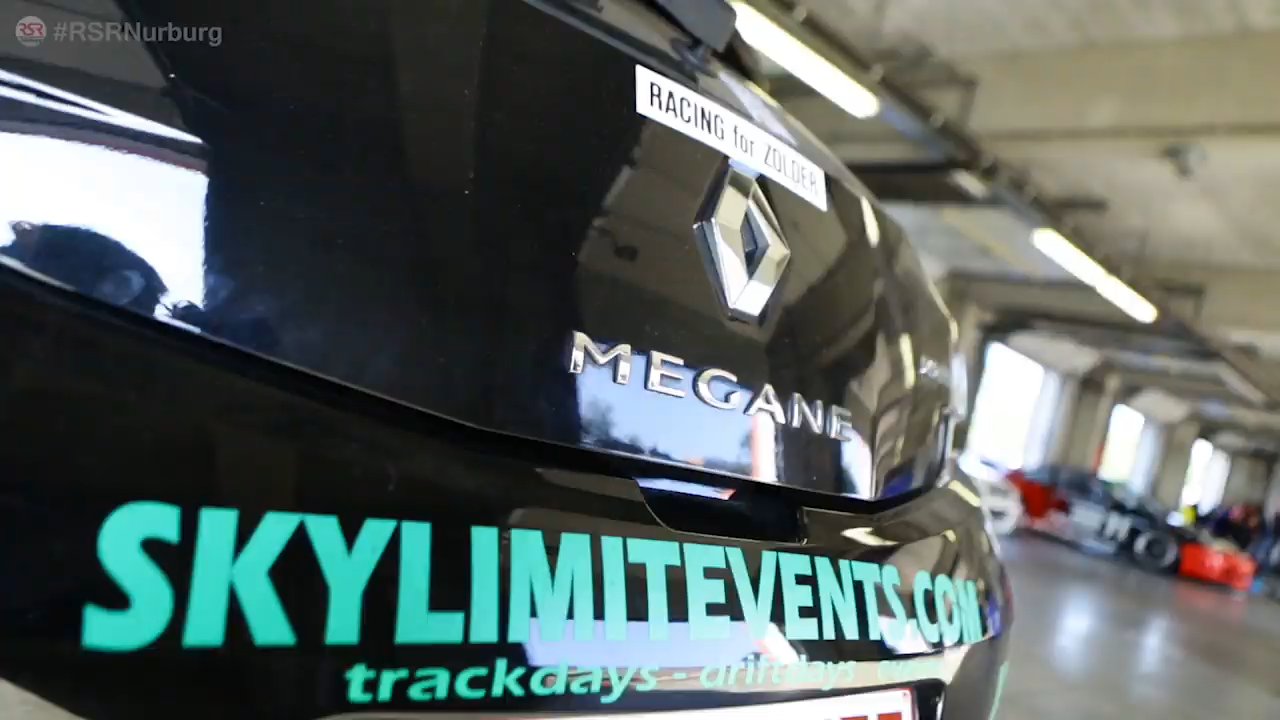 #RSRNurburg
RACING for ZOLDER
MEGANE
SKYLIMITEVENTS.COM
trackdays - driftdays